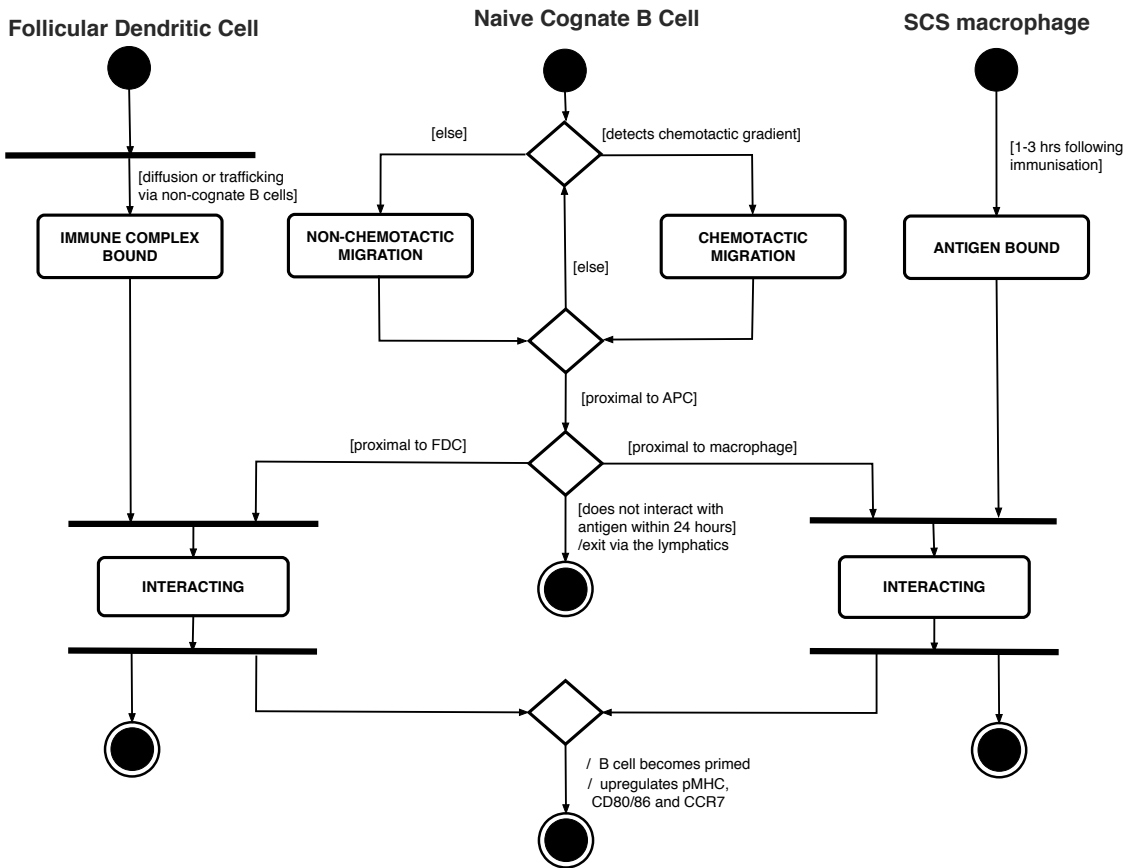 Follicular Dendritic Cell
Naive Cognate B Cell
SCS macrophage
[else]
[detects chemotactic gradient]
[1-3 hrs following
immunisation]
[diffusion or trafficking
via non-cognate B cells]
IMMUNE COMPLEX
BOUND
NON-CHEMOTACTIC
MIGRATION
CHEMOTACTIC
MIGRATION
ANTIGEN BOUND
[else]
[proximal to APC]
[proximal to FDC]
[proximal to macrophage]
[does not interact with
antigen within 24 hours]
/exit via the lymphatics
INTERACTING
INTERACTING
/ B cell becomes primed
/ upregulates pMHC,
CD80/86 and CCR7